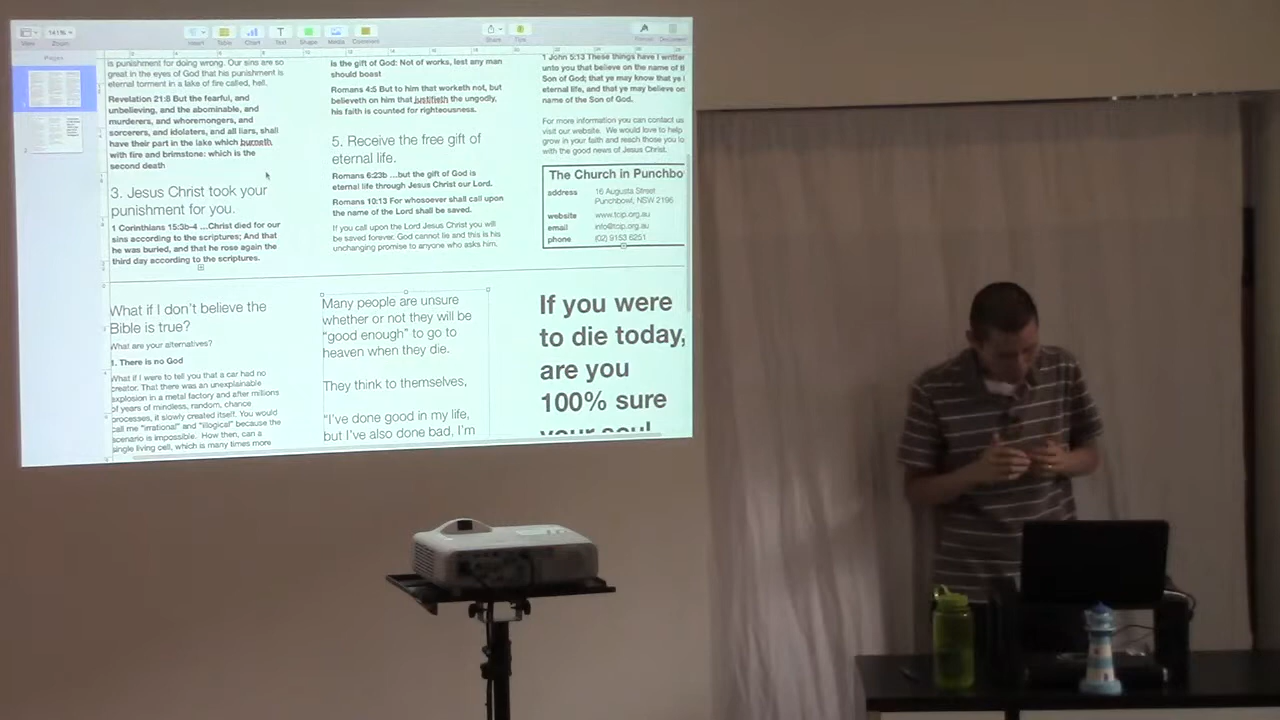 141%
View
Zoom
Insert
Table
Chart
Text
Shape
Media
Comment
Share
Tips
Format
Document
Pages
is punishment for doing wrong. Our sins are so
great in the eyes of God that his punishment is
eternal torment in a lake of fire called, hell.
Revelation 21:8 But the fearful, and
unbelieving, and the abominable, and
murderers, and whoremongers, and
sorcerers, and idolaters, and all liars, shall
have their part in the lake which burneth
with fire and brimstone: which is the
second death
3. Jesus Christ took your
punishment for you.
1 Corinthians 15:3b-4 ...Christ died for our
sins according to the scriptures; And that
he was buried, and that he rose again the
third day according to the scriptures.
is the gift of God: Not of works, lest any man
should boast
Romans 4:5 But to him that worketh not, but
believeth on him that justifieth the ungodly,
his faith is counted for righteousness.
5. Receive the free gift of
eternal life.
Romans 6:23b ...but the gift of God is
eternal life through Jesus Christ our Lord.
Romans 10:13 For whosoever shall call upon
the name of the Lord shall be saved.
If you call upon the Lord Jesus Christ you will
be saved forever. God cannot lie and this is his
unchanging promise to anyone who asks him.
1 John 5:13 These things have I written
unto you that believe on the name of
Son of God; that ye may know that ye
eternal life, and that ye may believe on
name of the Son of God.
For more information you can contact us
visit our website. We would love to help
grow in your faith and reach those you lo
with the good news of Jesus Christ.
The Church in Punchbo
address 16 Augusta Street
Punchbowl, NSW 2196
website www.tcip.org.au
email info@tcip.org.au
phone (02) 9153 6251
What if I don't believe the
Bible is true?
What are your alternatives?
1. There is no God
What if I were to tell you that a car had no
creator. That there was an unexplainable
explosion in a metal factory and after millions
of years of mindless, random, chance
processes, it slowly created itself. You would
call me "irrational" and "illogical" because the
scenario is impossible. How then, can a
single living cell, which is many times more
Many people are unsure
whether or not they will be
"good enough" to go to
heaven when they die.
They think to themselves,
"I've done good in my life,
but I've also done bad, I'm
If you were
to die today,
are you
100% sure
your soul